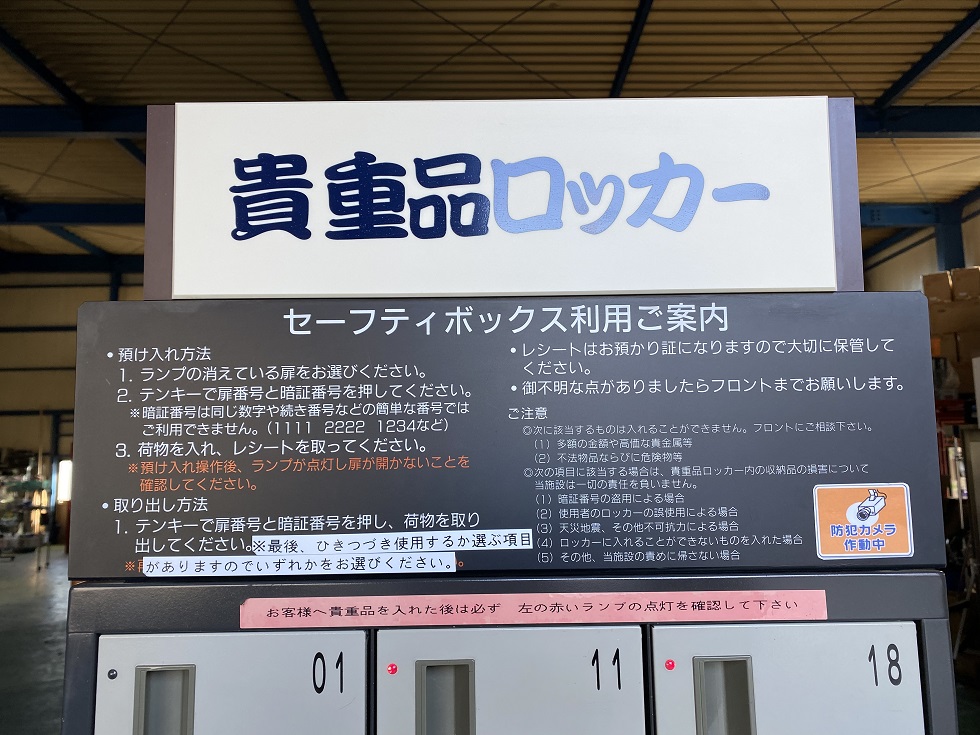 貴重品ロッカー
セーフティボックス利用ご案内
• 預け入れ方法
1. ランプの消えている扉をお選びください。
2. テンキーで扉番号と暗証番号を押してください。
※暗証番号は同じ数字や続き番号などの簡単な番号では
ご利用できません。(1111 2222 1234など)
3. 荷物を入れ、レシートを取ってください。
※預け入れ操作後、ランプが点灯し扉が開かないことを
確認してください。
• 取り出し方法
1. テンキーで扉番号と暗証番号を押し、荷物を取り
出してください。
※最後、ひきつづき使用するか選ぶ項目
がありますのでいずれかをお選びください。
• レシートはお預かり証になりますので大切に保管して
ください。
• 御不明な点がありましたらフロントまでお願いします。
ご注意
◎次に該当するものは入れることができません。フロントにご相談下さい。
(1) 多額の金額や高価な貴金属等
(2) 不法物品ならびに危険物等
◎次の項目に該当する場合は、貴重品ロッカー内の収納品の損害について
当施設は一切の責任を負いません。
(1) 暗証番号の盗用による場合
(2) 使用者のロッカーの誤使用による場合
(3) 天災地震、その他不可抗力による場合
(4) ロッカーに入れることができないものを入れた場合
(5) その他、当施設の責めに帰さない場合
防犯カメラ
作動中
お客様へ貴重品を入れた後は必ず 左の赤いランプの点灯を確認して下さい
01
11
18